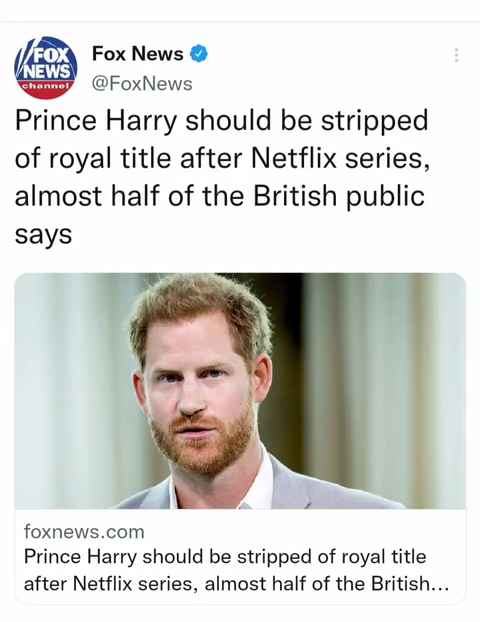 FOX
NEWS
channel
Fox News
@FoxNews
Prince Harry should be stripped
of royal title after Netflix series,
almost half of the British public
says
foxnews.com
Prince Harry should be stripped of royal title
after Netflix series, almost half of the British...